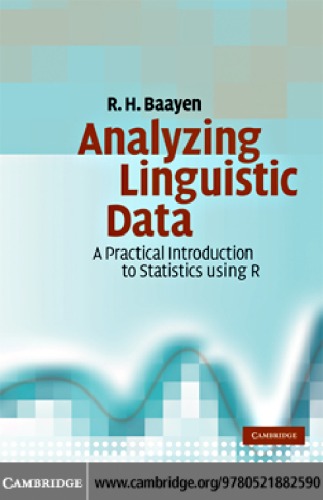 R. H. Baayen
Analyzing
Linguistic
Data
A Practical Introduction
to Statistics using R
CAMBRIDGE
CAMBRIDGE
www.cambridge.org/9780521882590